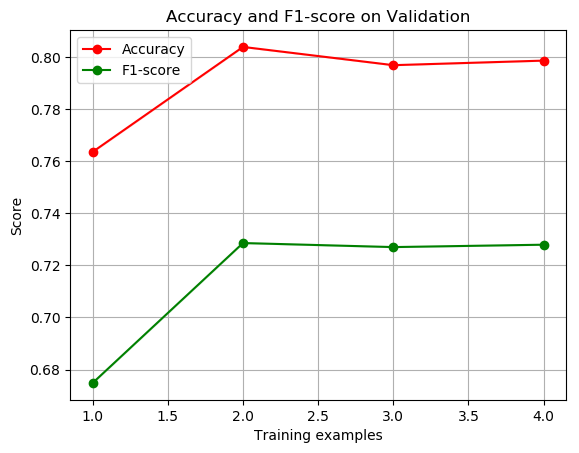 Accuracy and F1-score on Validation
Accuracy
F1-score
0.80
0.78
0.76
0.74
0.72
0.70
0.68
Score
1.0 1.5 2.0 2.5 3.0 3.5 4.0
Training examples